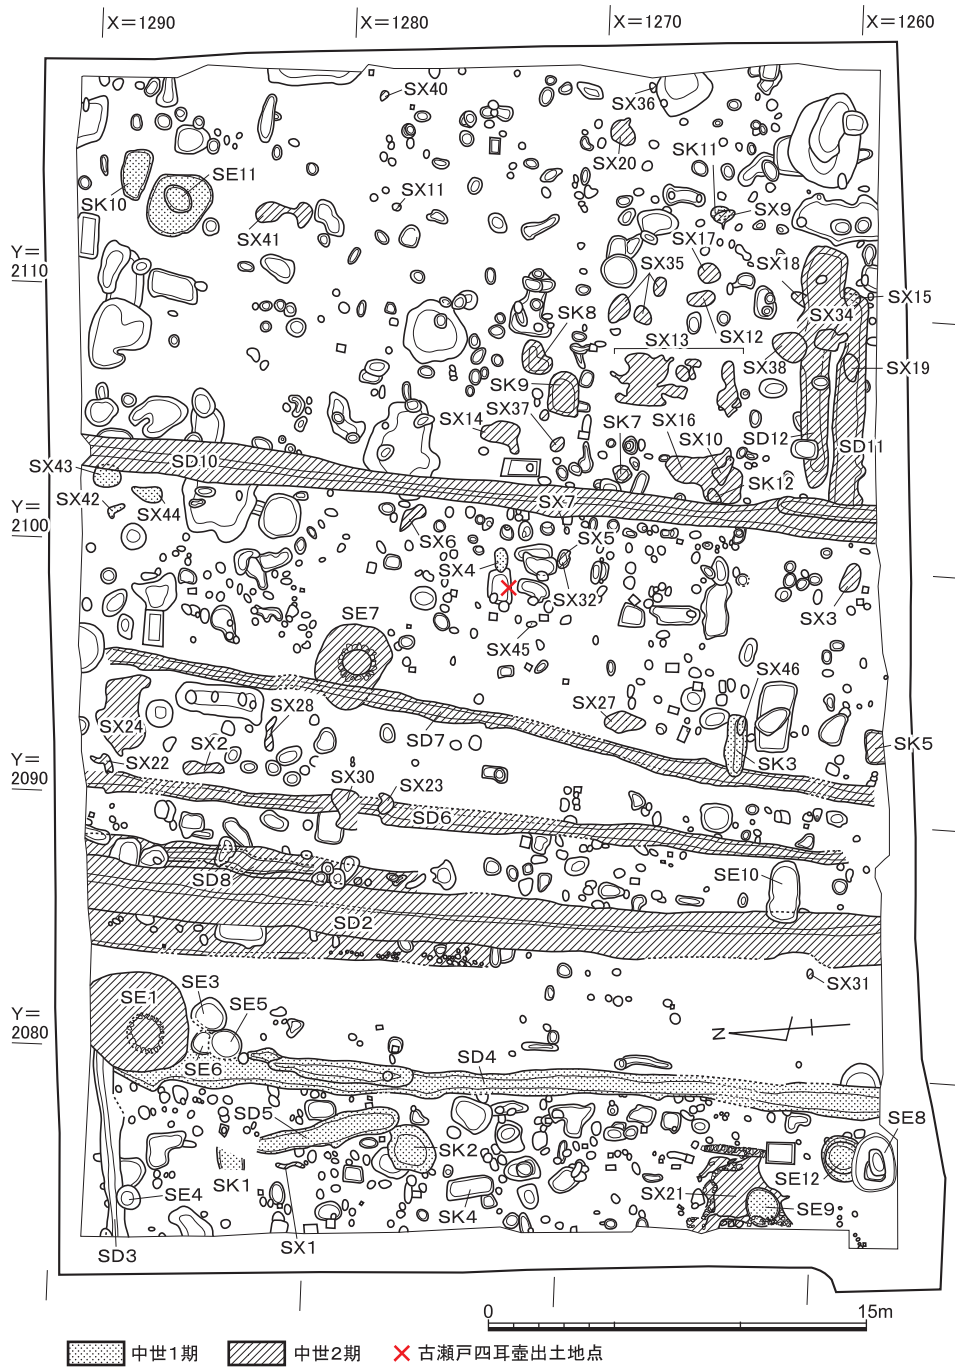 X=1290 X=1280 X=1270 X=1260
SX40
SX36
SX20
SK11
SE11
SK10
SX11
SX9
SX41
SX17
Y=
2110
SX35
SX18
SX15
SX34
SK8
SX12
SX13
SX38
SX19
SK9
SX37
SX14
SK7
SX16
SX10
SD12
SD11
SX43
SD10
SK12
SX42
SX44
SX7
Y=
2100
SX6
SX5
SX4
SX32
SE7
SX3
SX45
SX46
SX28
SX27
SX24
SD7
SX2
SK5
SX22
SK3
Y=
2090
SX30
SX23
SD6
SD8
SE10
SD2
SX31
SE1
SE3
SE5
Y=
2080
Z
SE6
SD4
SD5
SE8
SK2
SK1
SE12
SE4
SX21
SE9
SK4
SD3
SX1
0 15m
中世1期 中世2期 古瀬戸四耳壺出土地点